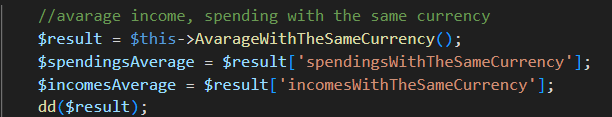 //avarage income, spending with the same currency
$result = $this->AvarageWithTheSameCurrency();
$spendingsAverage = $result['spendingsWithTheSameCurrency'];
$incomesAverage = $result['incomesWithTheSameCurrency'];
dd($result);